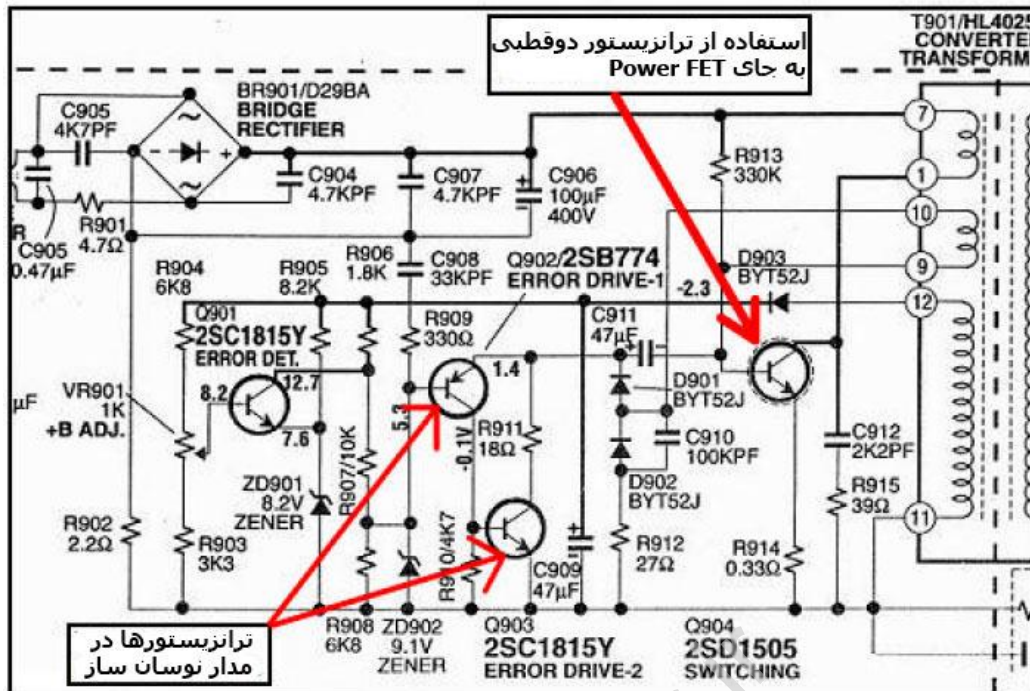 T901/HL4025
CONVERTE
TRANSFORM
استفاده از ترانزیستور دوقطبی
به جای Power FET
BR901/D29BA
BRIDGE
RECTIFIER
C905
4K7PF
C904
4.7KPF
C907
4.7KPF
C906
100µF
400V
R913
330K
7
1
10
9
12
11
R901
4.7Ω
R
C905
0.47µF
R904
6K8
R905
8.2K
R906
1.8K
C908
33KPF
Q902/2SB774
ERROR DRIVE-1
D903
BYT52J
-2.3
Q901
2SC1815Y
ERROR DET.
R909
330Ω
C911
47µF
12.7
8.2
7.6
1.4
5.3
-0.1V
µF
VR901
1K
+B ADJ.
R911
18Ω
D901
BYT52J
C910
100KPF
D902
BYT52J
C912
2K2PF
R915
39Ω
ZD901
8.2V
ZENER
R907/10K
R910/4K7
R902
2.2Ω
R903
3K3
C909
47µF
R912
27Ω
R914
0.33Ω
ترانزیستورها در
مدار نوسان ساز
R908
6K8
ZD902
9.1V
ZENER
Q903
2SC1815Y
ERROR DRIVE-2
Q904
2SD1505
SWITCHING